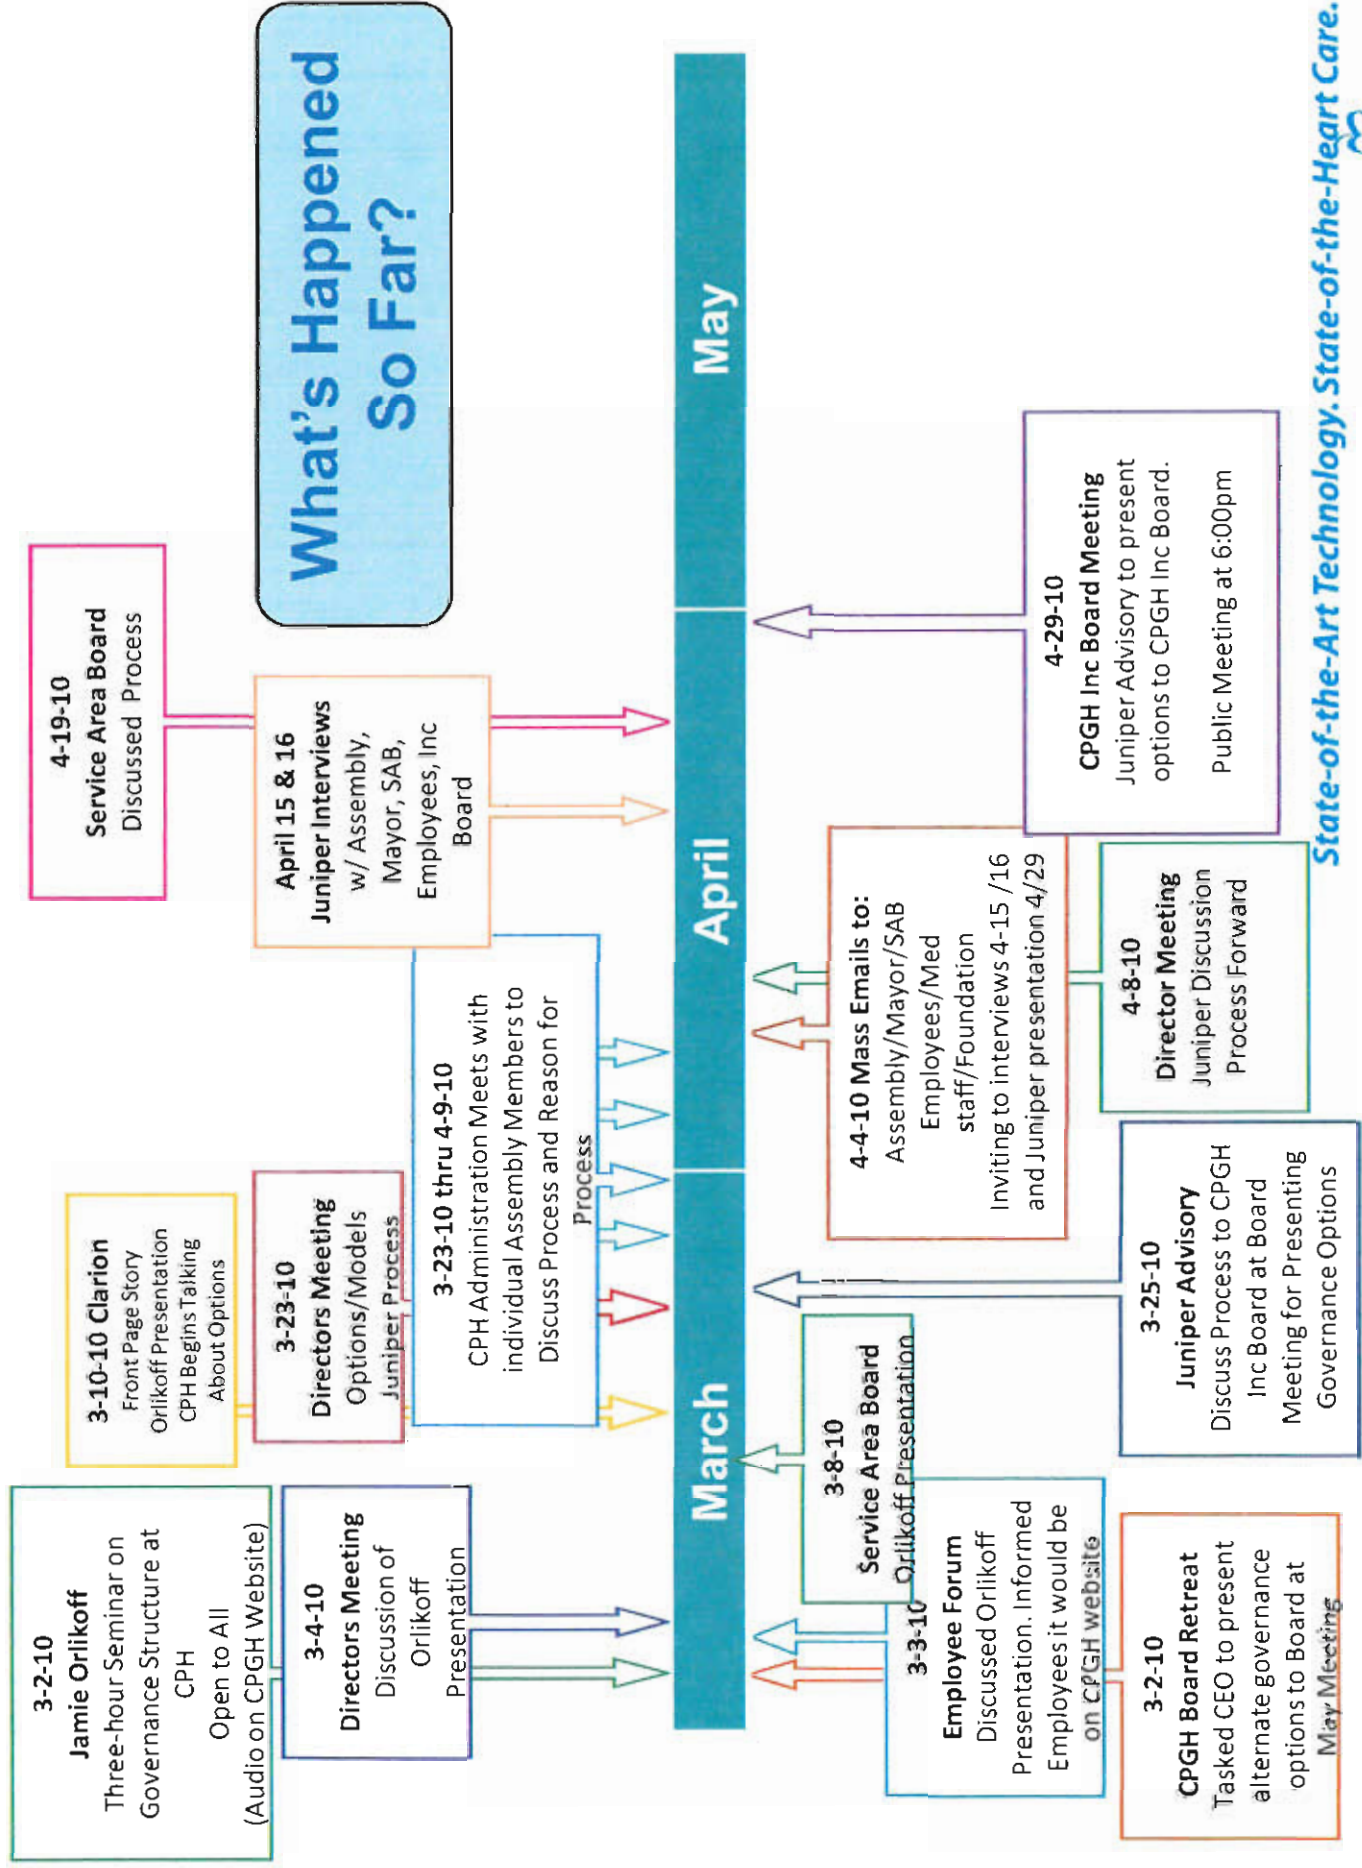 What's Happened
So Far?
3-2-10
Jamie Orlikoff
Three-hour Seminar on
Governance Structure at
CPH
Open to All
(Audio on CPGH Website)
3-4-10
Directors Meeting
Discussion of
Orlikoff
Presentation
3-10-10 Clarion
Front Page Story
Orlikoff Presentation
CPH Begins Talking
About Options
3-23-10
Directors Meeting
Options/Models
Juniper Process
3-23-10 thru 4-9-10
CPH Administration Meets with
individual Assembly Members to
Discuss Process and Reason for
Process
April 15 & 16
Juniper Interviews
w/ Assembly,
Mayor, SAB,
Employees, Inc
Board
4-19-10
Service Area Board
Discussed Process
March
April
May
3-8-10
Service Area Board
Orlikoff Presentation
3-3-10
Employee Forum
Discussed Orlikoff
Presentation. Informed
Employees it would be
on CPGH website
3-2-10
CPGH Board Retreat
Tasked CEO to present
alternate governance
options to Board at
May Meeting
3-25-10
Juniper Advisory
Discuss Process to CPGH
Inc Board at Board
Meeting for Presenting
Governance Options
4-4-10 Mass Emails to:
Assembly/Mayor/SAB
Employees/Med
staff/Foundation
Inviting to interviews 4-15 /16
and Juniper presentation 4/29
4-8-10
Director Meeting
Juniper Discussion
Process Forward
4-29-10
CPGH Inc Board Meeting
Juniper Advisory to present
options to CPGH Inc Board.
Public Meeting at 6:00pm
State-of-the-Art Technology. State-of-the-Heart Care.